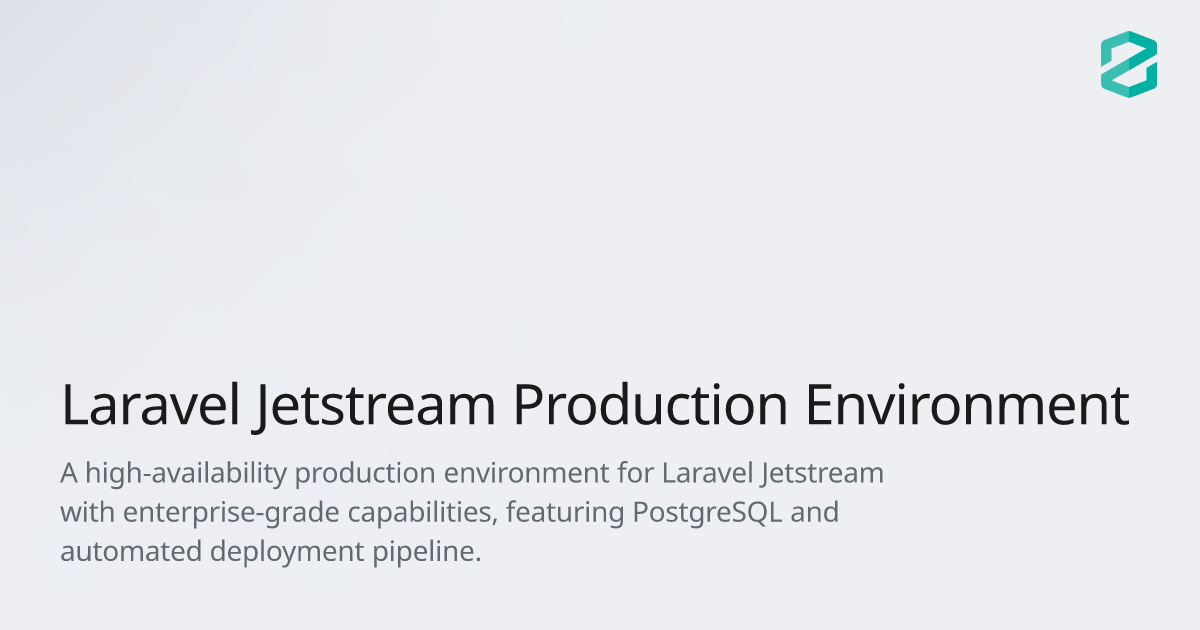 Laravel Jetstream Production Environment
A high-availability production environment for Laravel Jetstream
with enterprise-grade capabilities, featuring PostgreSQL and
automated deployment pipeline.